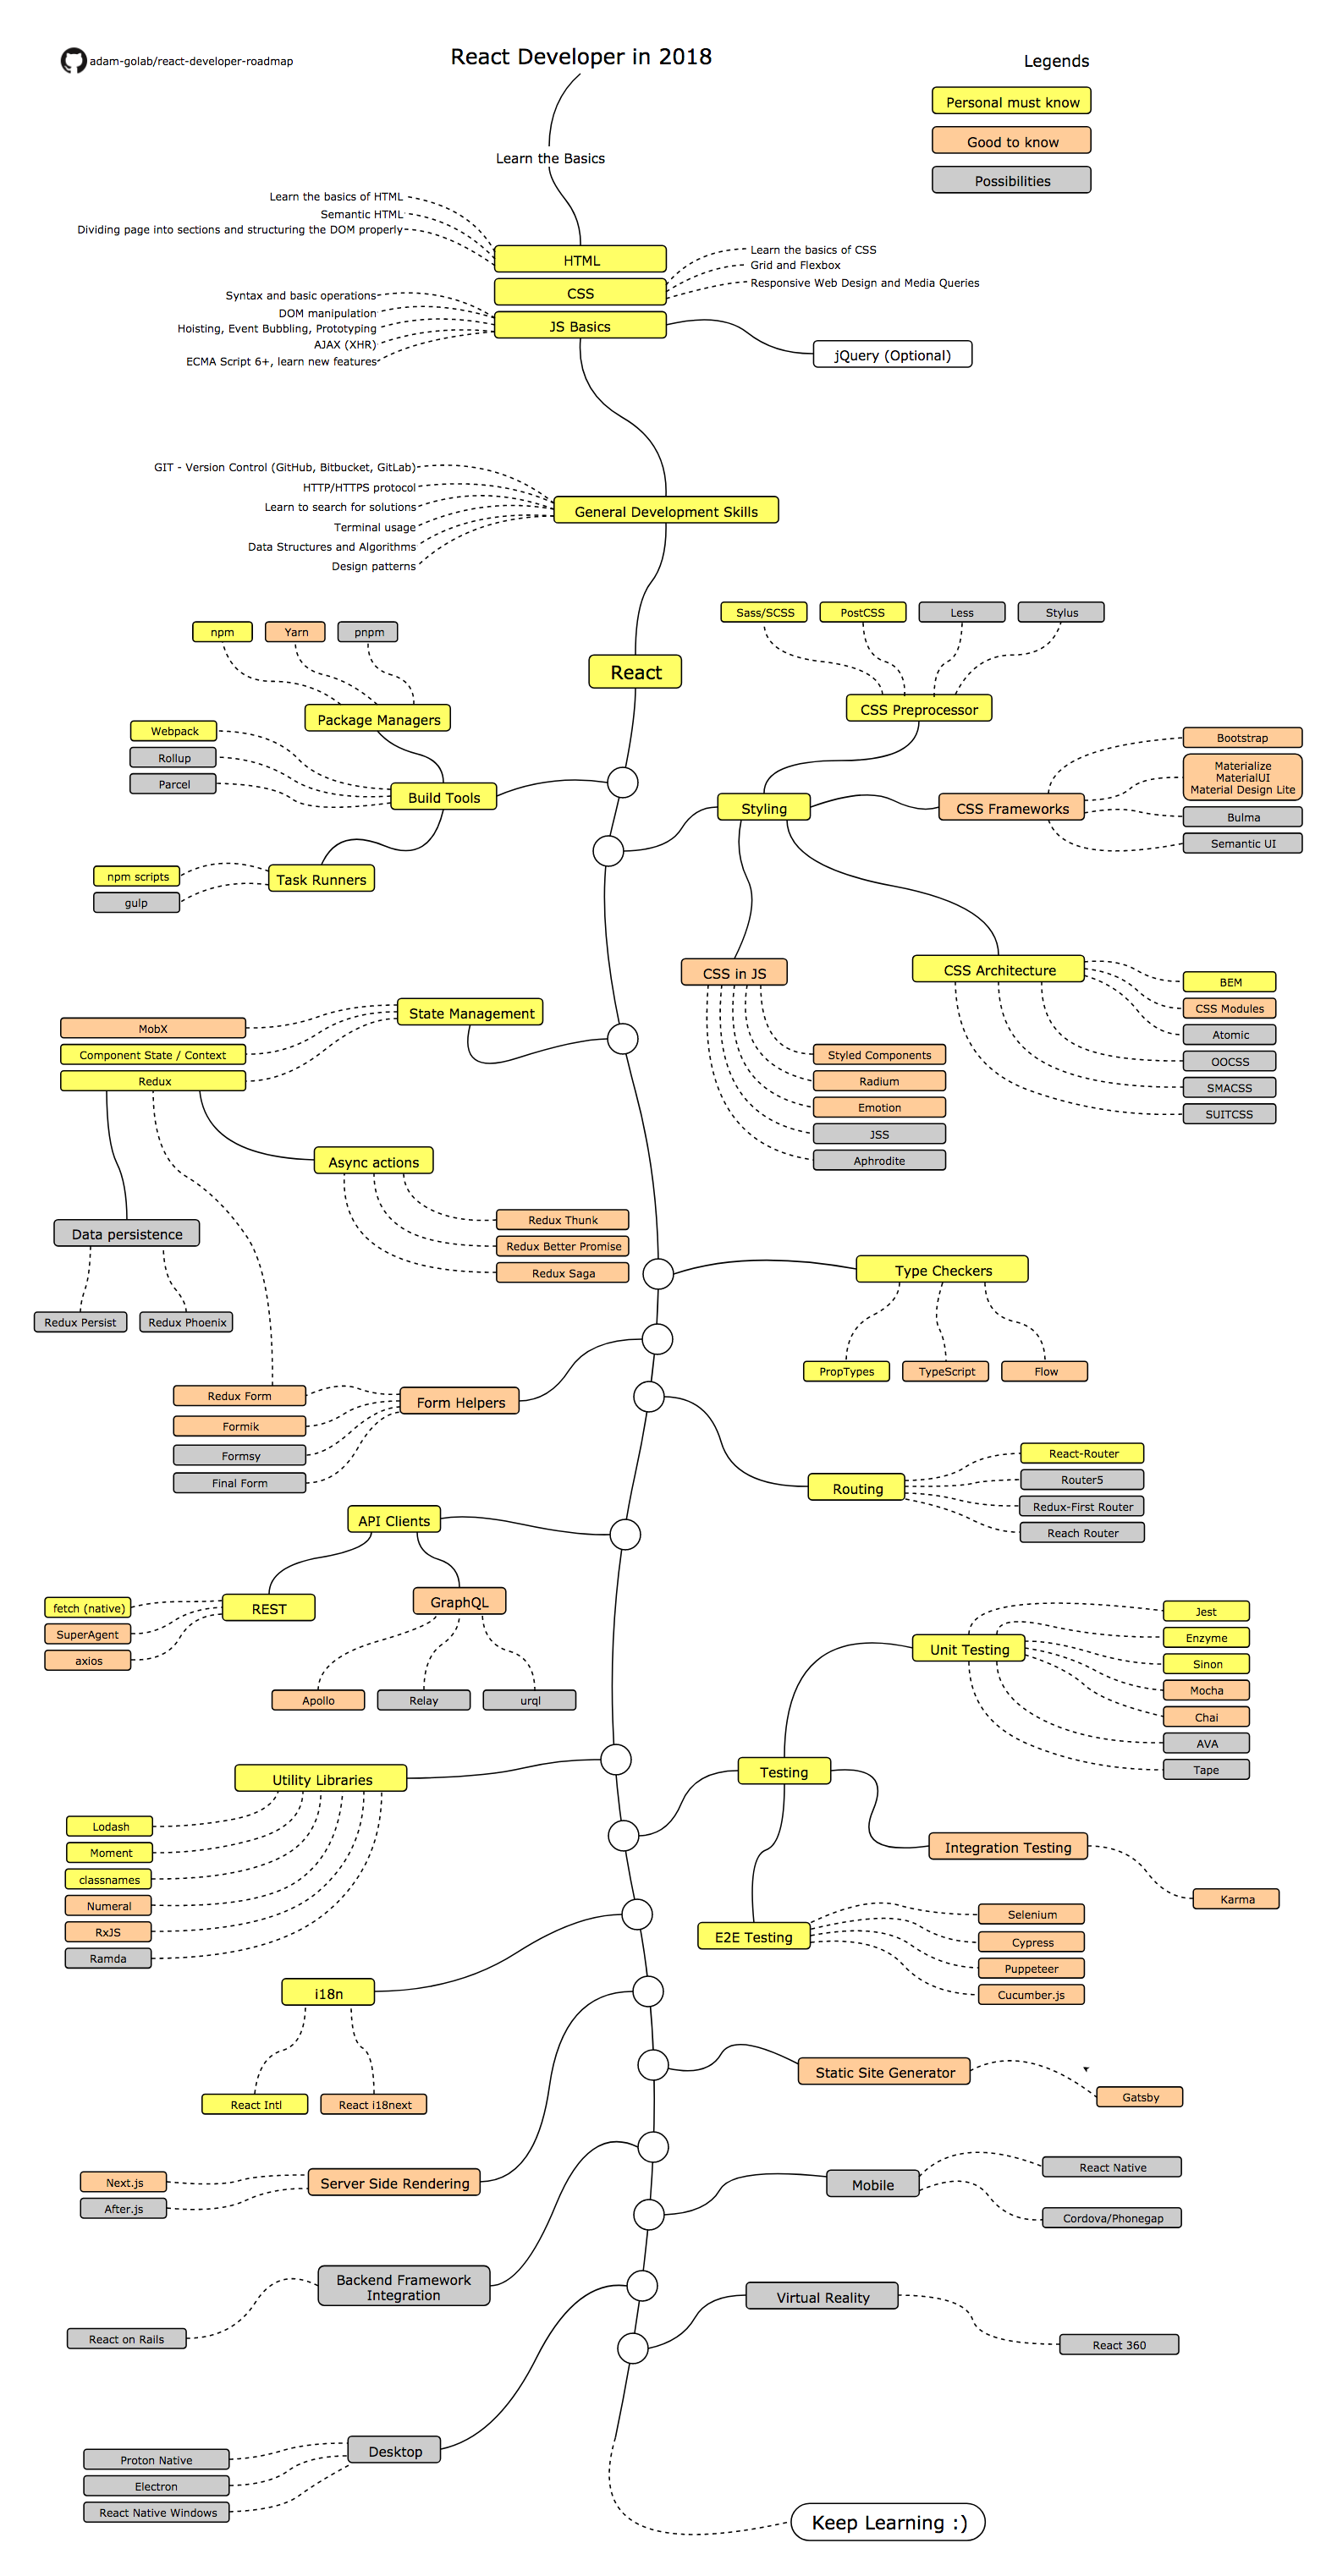 adam-golab/react-developer-roadmap
React Developer in 2018
Legends
Personal must know
Good to know
Possibilities
Learn the Basics
Learn the basics of HTML
Semantic HTML
Dividing page into sections and structuring the DOM properly
HTML
CSS
JS Basics
Learn the basics of CSS
Grid and Flexbox
Responsive Web Design and Media Queries
Syntax and basic operations
DOM manipulation
Hoisting, Event Bubbling, Prototyping
AJAX (XHR)
ECMA Script 6+, learn new features
jQuery (Optional)
GIT - Version Control (GitHub, Bitbucket, GitLab)
HTTP/HTTPS protocol
Learn to search for solutions
Terminal usage
Data Structures and Algorithms
Design patterns
General Development Skills
React
npm
Yarn
pnpm
Package Managers
Webpack
Rollup
Parcel
Build Tools
npm scripts
gulp
Task Runners
Sass/SCSS
PostCSS
Less
Stylus
CSS Preprocessor
Styling
CSS Frameworks
Bootstrap
Materialize
MaterialUI
Material Design Lite
Bulma
Semantic UI
CSS in JS
Styled Components
Radium
Emotion
JSS
Aphrodite
CSS Architecture
BEM
CSS Modules
Atomic
OOCSS
SMACSS
SUITCSS
State Management
MobX
Component State / Context
Redux
Async actions
Redux Thunk
Redux Better Promise
Redux Saga
Data persistence
Redux Persist
Redux Phoenix
Type Checkers
PropTypes
TypeScript
Flow
Form Helpers
Redux Form
Formik
Formsy
Final Form
Routing
React-Router
Router5
Redux-First Router
Reach Router
API Clients
REST
fetch (native)
SuperAgent
axios
GraphQL
Apollo
Relay
urql
Unit Testing
Jest
Enzyme
Sinon
Mocha
Chai
AVA
Tape
Testing
Integration Testing
Karma
E2E Testing
Selenium
Cypress
Puppeteer
Cucumber.js
Utility Libraries
Lodash
Moment
classnames
Numeral
RxJS
Ramda
i18n
React Intl
React i18next
Static Site Generator
Gatsby
Server Side Rendering
Next.js
After.js
Mobile
React Native
Cordova/Phonegap
Backend Framework
Integration
React on Rails
Virtual Reality
React 360
Desktop
Proton Native
Electron
React Native Windows
Keep Learning :)